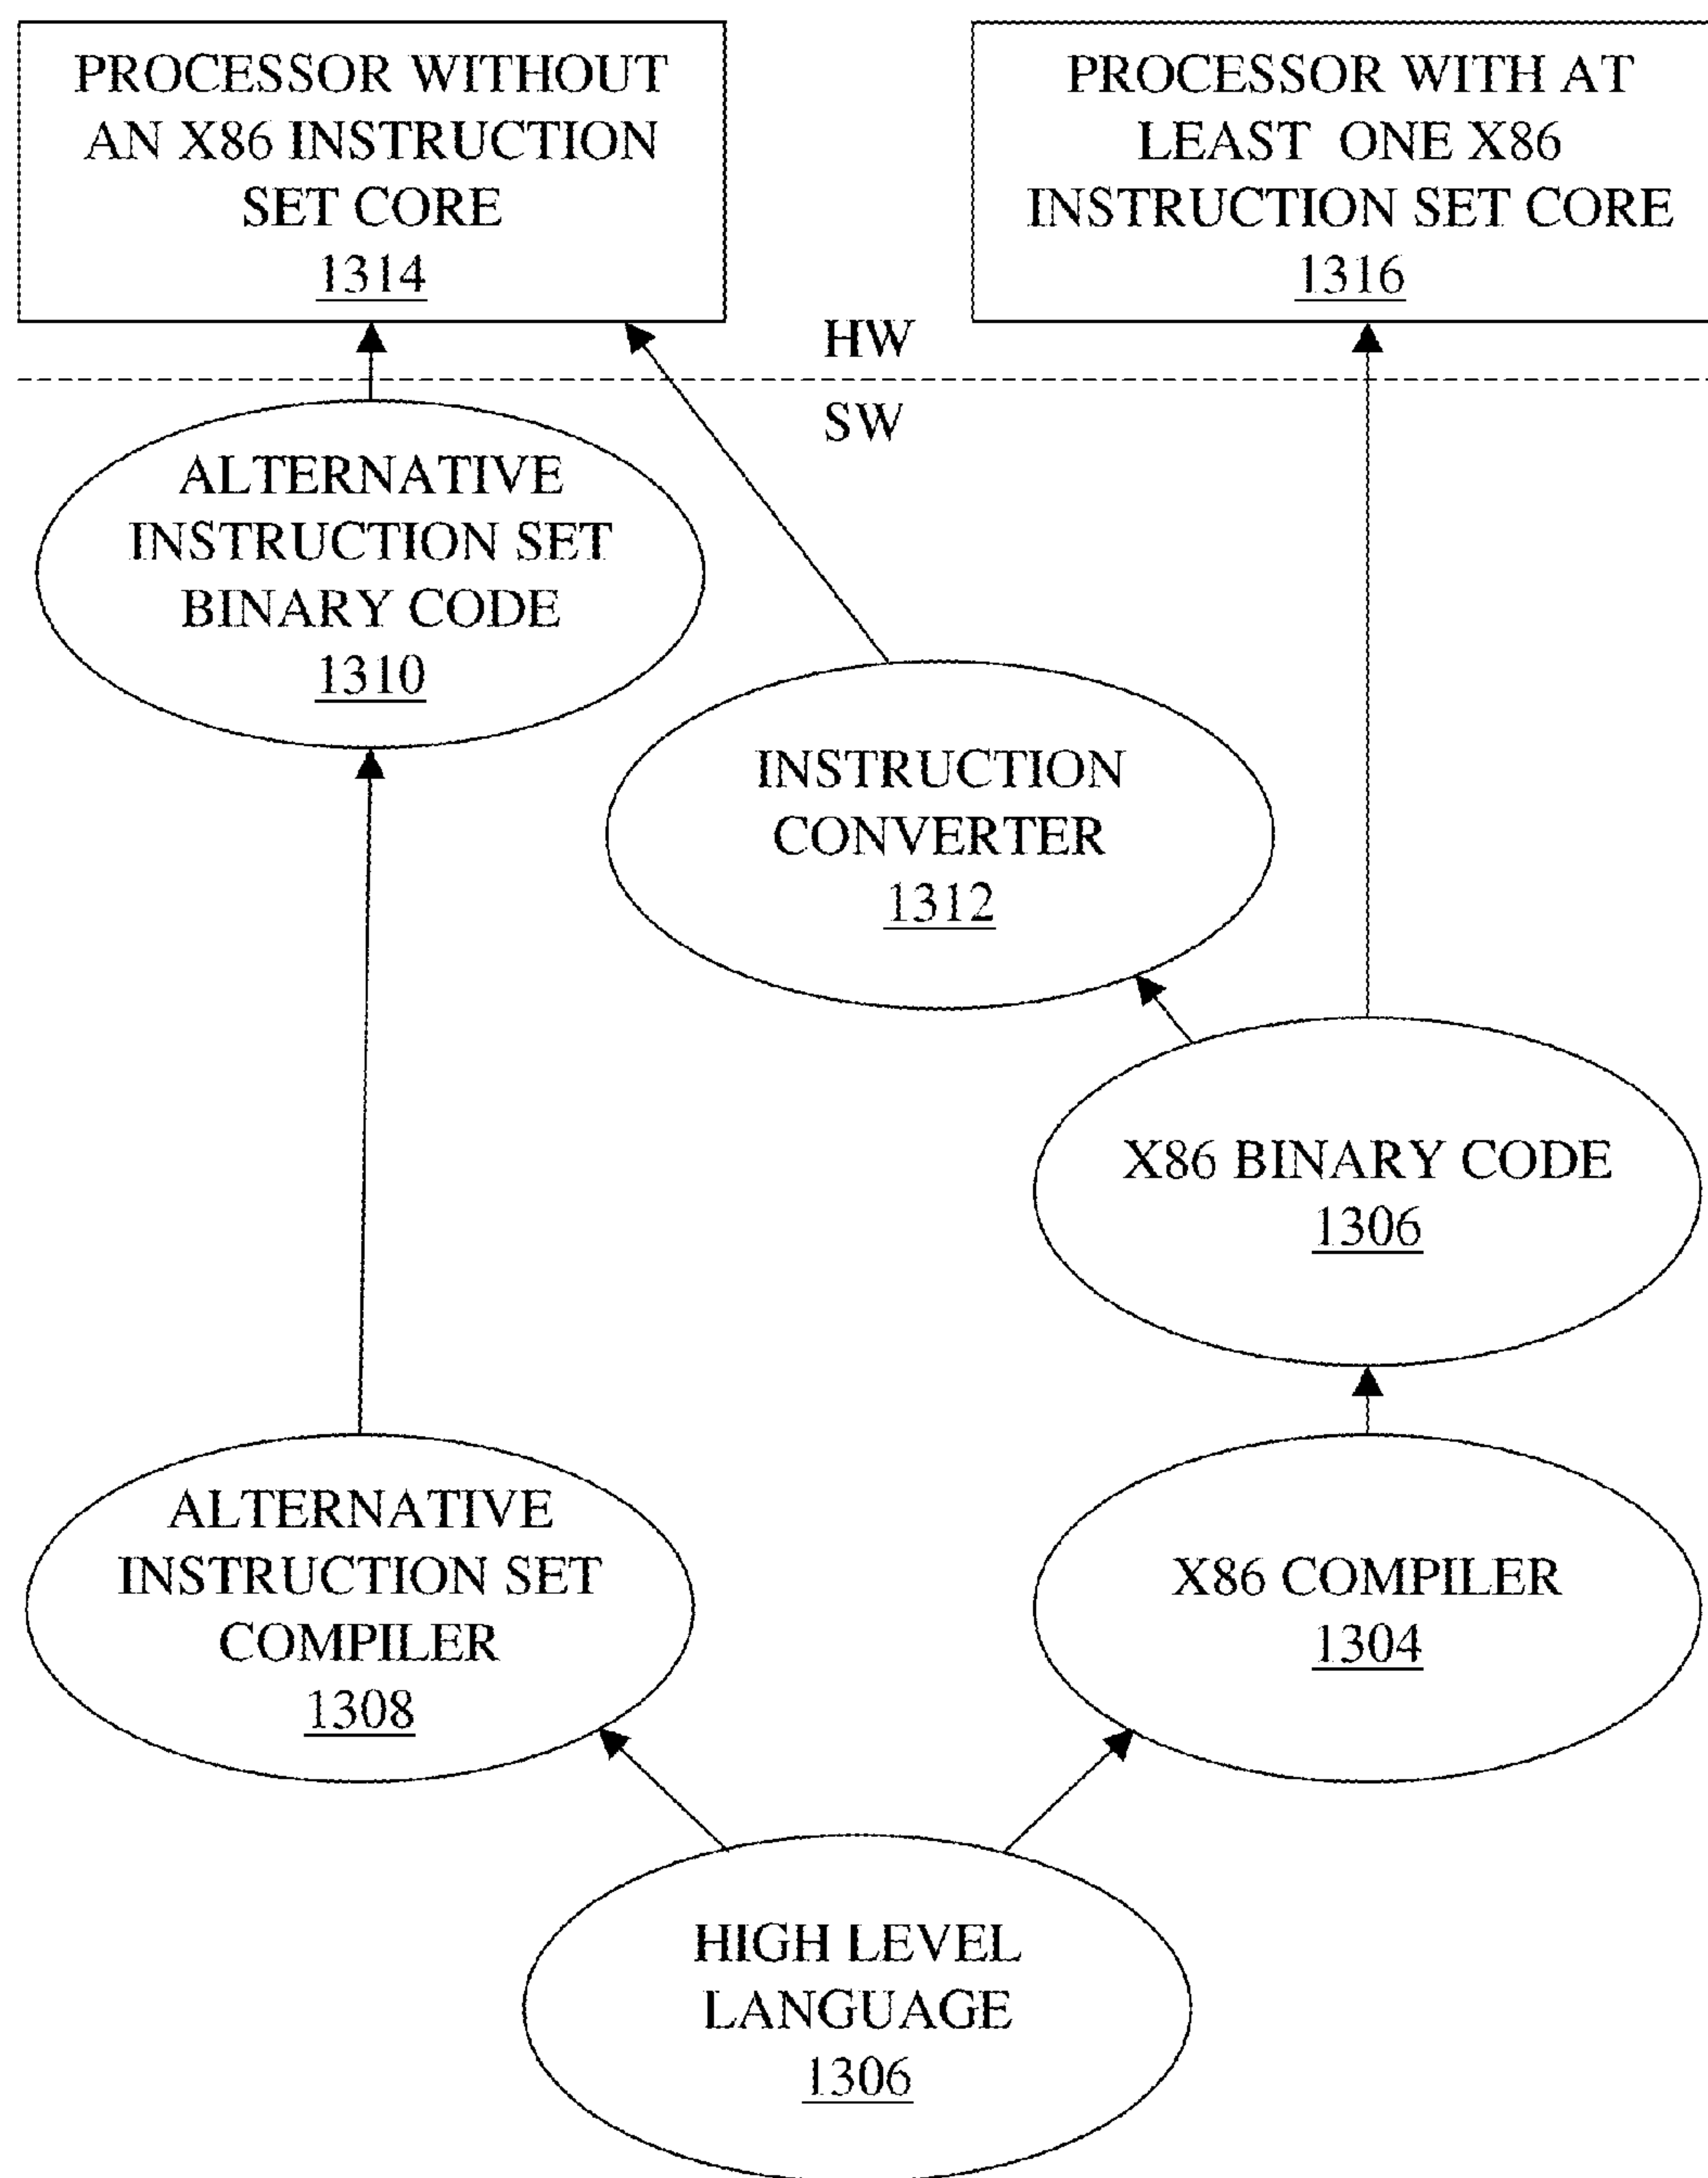 PROCESSOR WITHOUT
AN X86 INSTRUCTION
SET CORE
1314
PROCESSOR WITH AT
LEAST ONE X86
INSTRUCTION SET CORE
1316
HW
SW
ALTERNATIVE
INSTRUCTION SET
BINARY CODE
1310
INSTRUCTION
CONVERTER
1312
X86 BINARY CODE
1306
ALTERNATIVE
INSTRUCTION SET
COMPILER
1308
X86 COMPILER
1304
HIGH LEVEL
LANGUAGE
1306